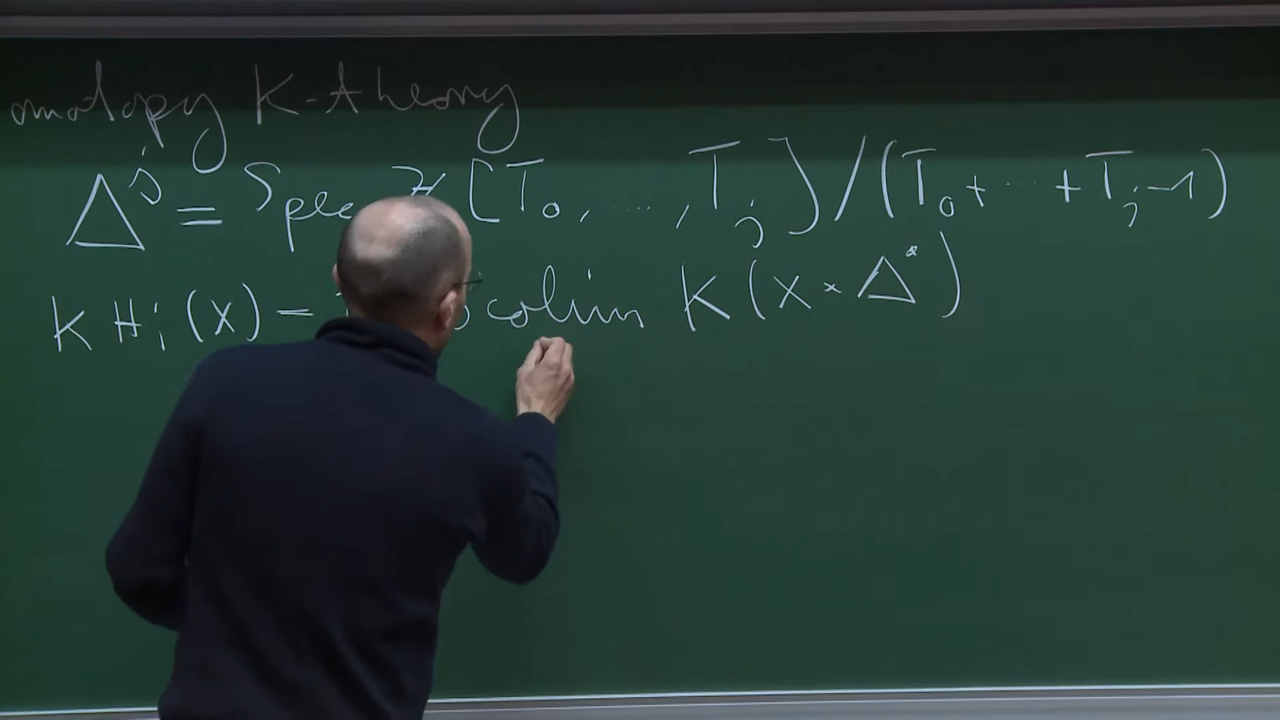 omotopy K-theory
Δ^j = Spec ℤ[T_0, ....., T_j]/(T_0 + ... + T_j - 1)
KH_i(X) = colim K(X × Δ^*)